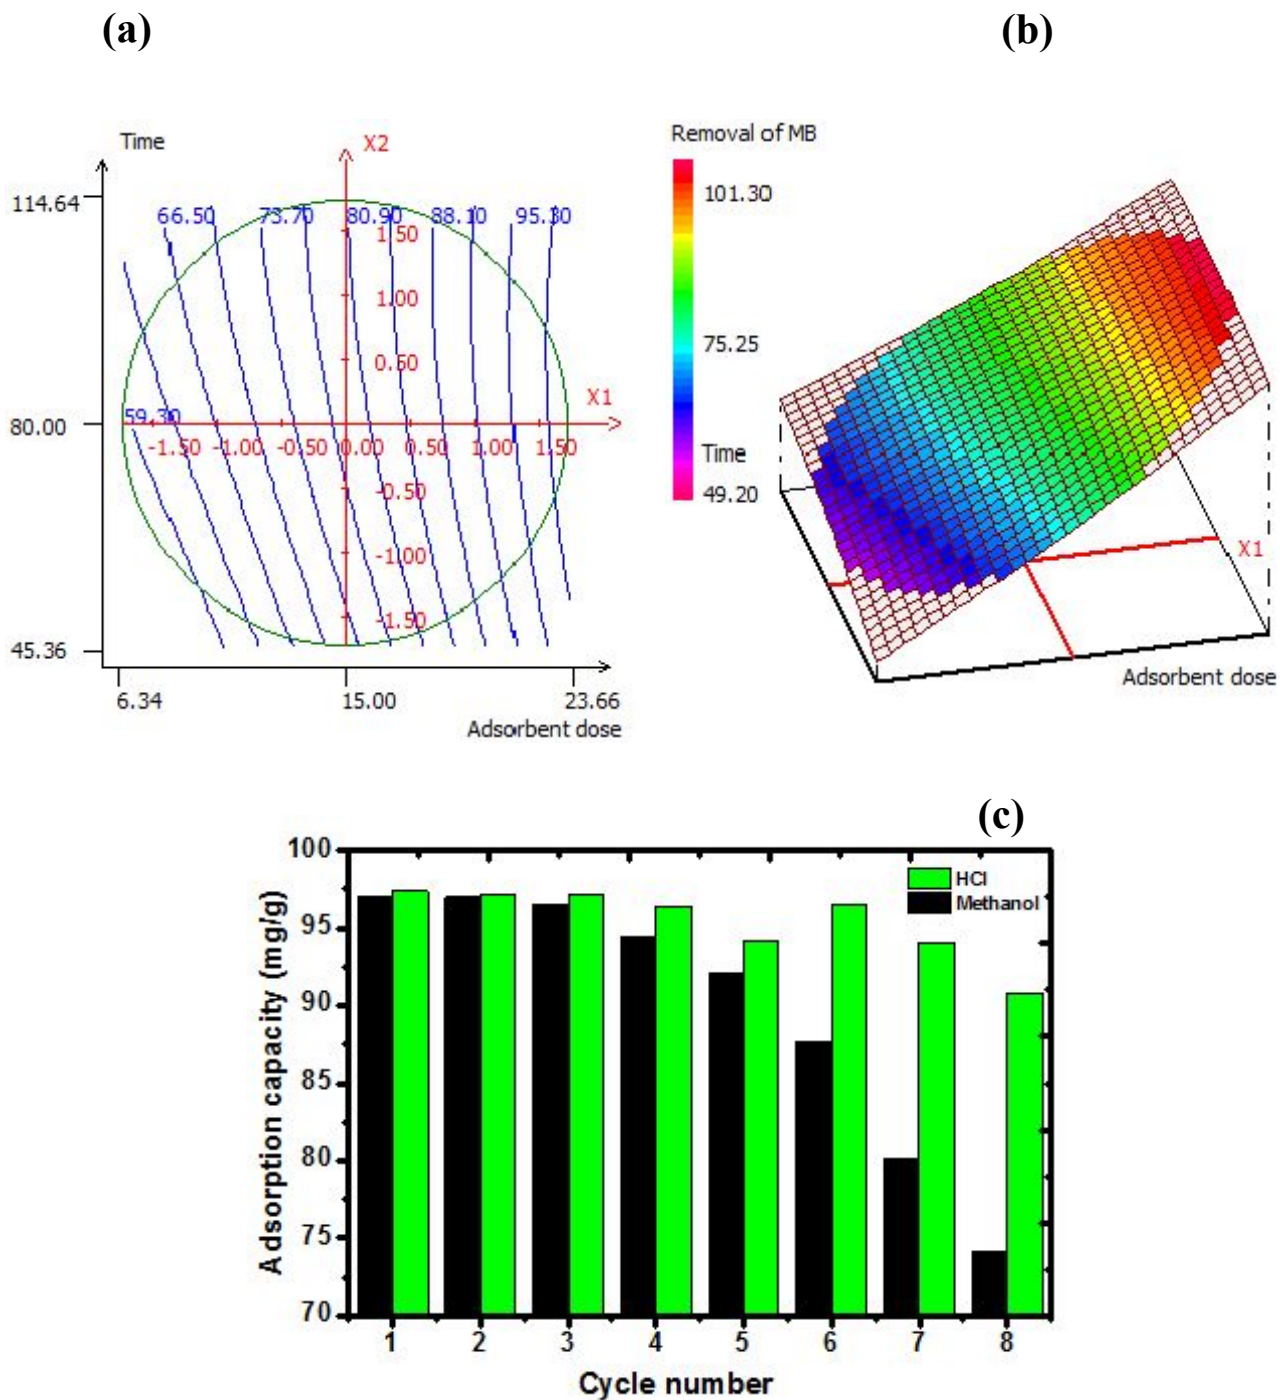 (a)
(b)
Time
X2
114.64
66.50 73.70 80.90 88.10 95.30
1.50
1.00
0.50
X1
80.00
59.30
-1.50 -1.00 -0.50 0.00 0.50 1.00 1.50
-0.50
-1.00
-1.50
45.36
6.34 15.00 23.66
Adsorbent dose
Removal of MB
101.30
75.25
Time
49.20
X1
Adsorbent dose
(c)
100
95
90
85
80
75
70
Adsorption capacity (mg/g)
HCl
Methanol
1 2 3 4 5 6 7 8
Cycle number